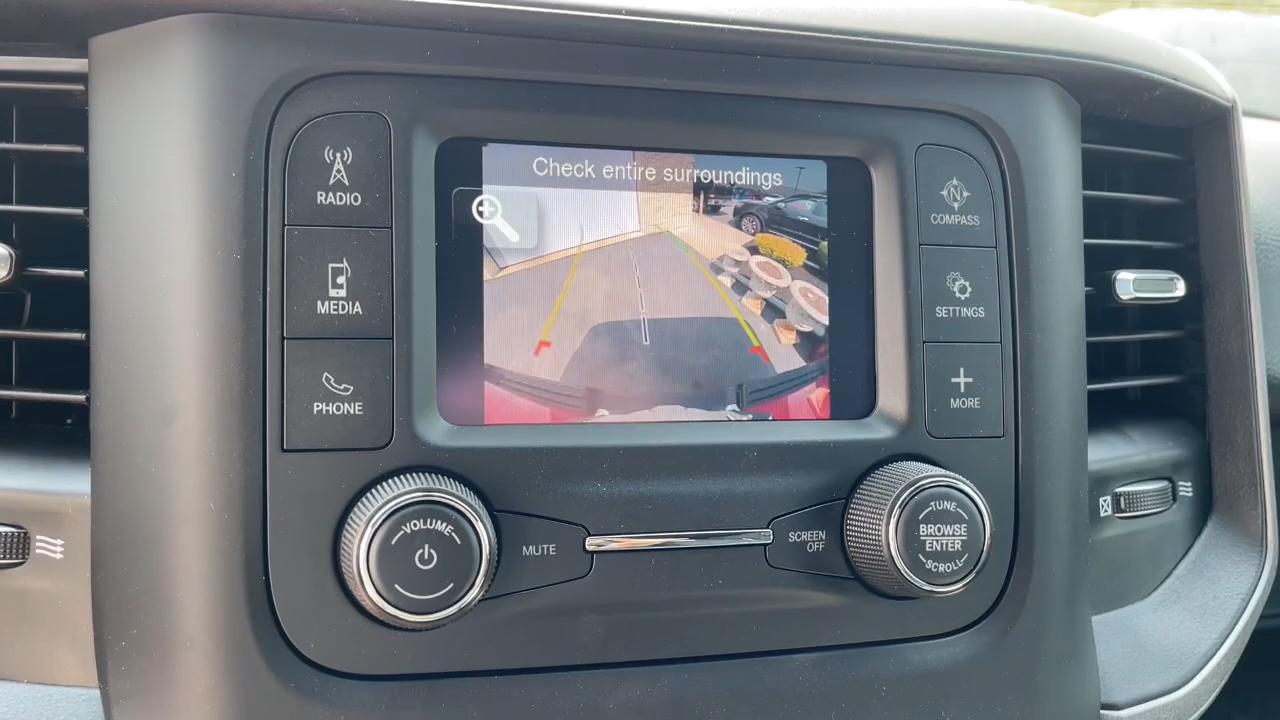 Check entire surroundings
RADIO
MEDIA
PHONE
N
COMPASS
SETTINGS
MORE
VOLUME
MUTE
SCREEN
OFF
TUNE
BROWSE
ENTER
SCROLL